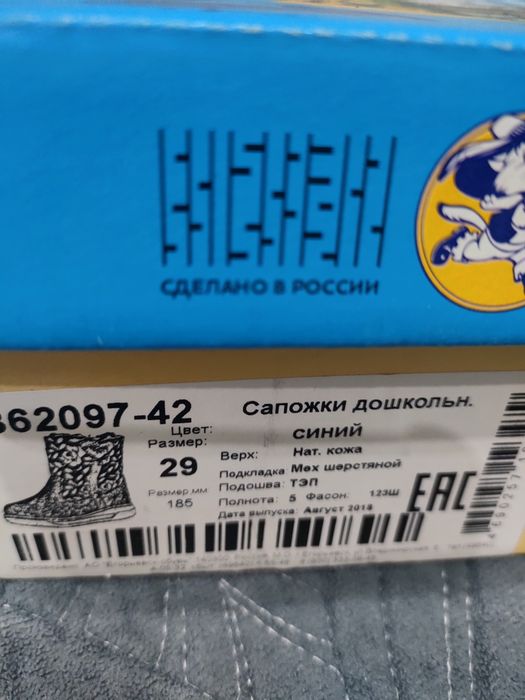 СДЕЛАНО В РОССИИ
362097-42
Сапожки дошкольн.
Цвет: синий
Размер: 29
Верх: Нат. кожа
Подкладка Мех шерстяной
Размер,мм 185
Подошва: ТЭП
Полнота: 5 Фасон: 123Ш
Дата выпуска: Август 2018
EAC